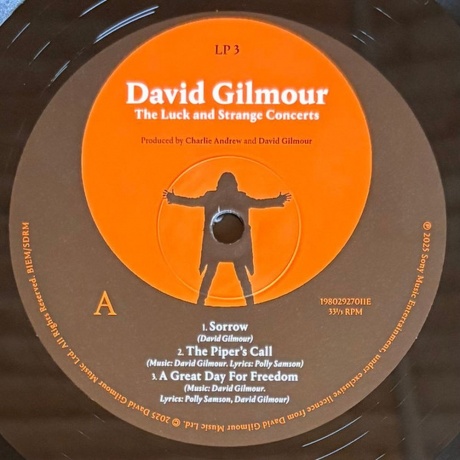 LP 3
David Gilmour
The Luck and Strange Concerts
Produced by Charlie Andrew and David Gilmour
A
19802927011E
33⅓ RPM
1. Sorrow
(David Gilmour)
2. The Piper's Call
(Music: David Gilmour. Lyrics: Polly Samson)
3. A Great Day For Freedom
(Music: David Gilmour.
Lyrics: Polly Samson, David Gilmour)
℗ 2025 Sony Music Entertainment, under exclusive licence from David Gilmour Music Ltd. © 2025 David Gilmour Music Ltd. All Rights Reserved. BIEM/SDRM